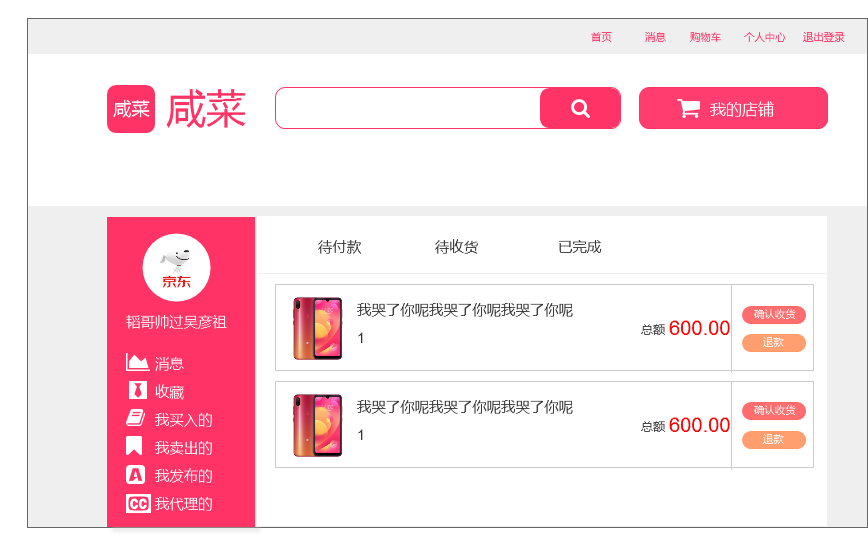 首页 消息 购物车 个人中心 退出登录
咸菜 咸菜 我的店铺
待付款 待收货 已完成
京东
韬哥帅过吴彦祖
消息
收藏
我买入的
我卖出的
我发布的
我代理的
我哭了你呢我哭了你呢我哭了你呢
1
总额 600.00
确认收货
退款
我哭了你呢我哭了你呢我哭了你呢
1
总额 600.00
确认收货
退款